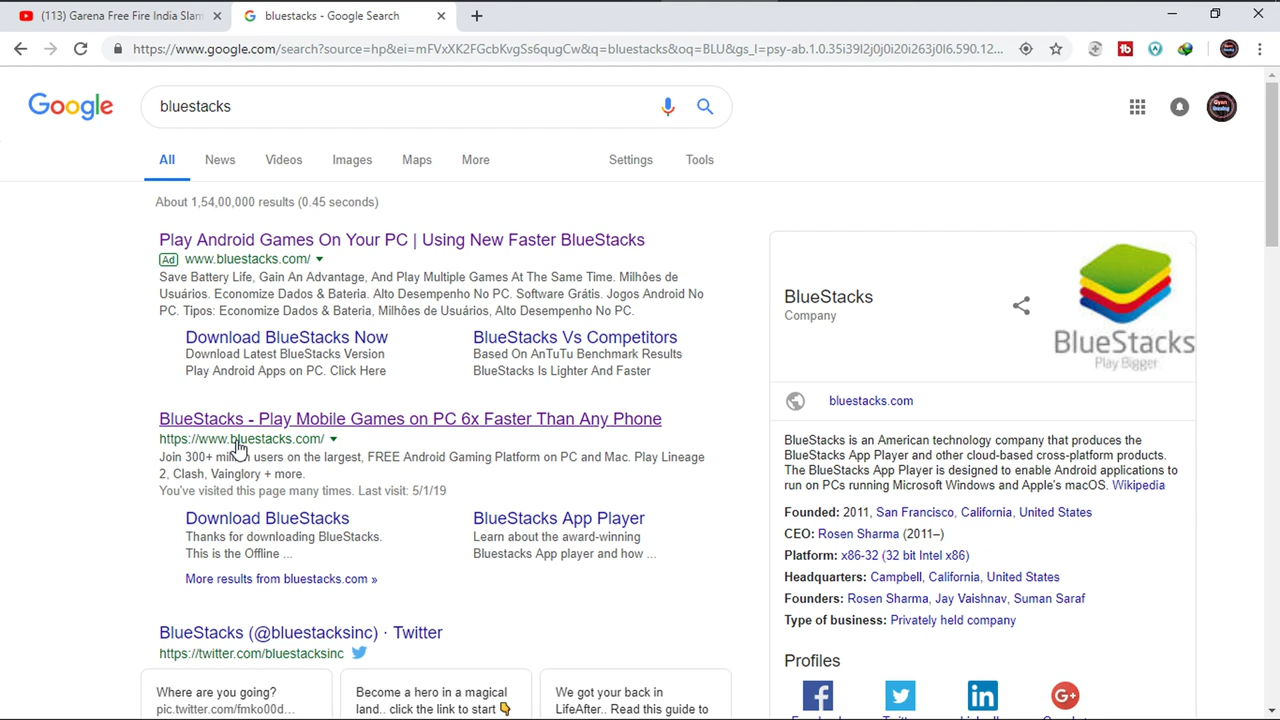 (113) Garena Free Fire India Slam
bluestacks - Google Search
https://www.google.com/search?source=hp&ei=mFVxXK2FGcbKvgSs6qugCw&q=bluestacks&oq=BLU&gs_l=psy-ab.1.0.35i39l2j0j0i20i263j0l6.590.12...
Google
bluestacks
All
News
Videos
Images
Maps
More
Settings
Tools
About 1,54,00,000 results (0.45 seconds)
Play Android Games On Your PC | Using New Faster BlueStacks
Ad www.bluestacks.com/
Save Battery Life, Gain An Advantage, And Play Multiple Games At The Same Time. Milhões de
Usuários. Economize Dados & Bateria. Alto Desempenho No PC. Software Grátis. Jogos Android No
PC. Tipos: Economize Dados & Bateria, Milhões de Usuários, Alto Desempenho No PC.
Download BlueStacks Now
Download Latest BlueStacks Version
Play Android Apps on PC. Click Here
BlueStacks Vs Competitors
Based On AnTuTu Benchmark Results
BlueStacks Is Lighter And Faster
BlueStacks - Play Mobile Games on PC 6x Faster Than Any Phone
https://www.bluestacks.com/
Join 300+ million users on the largest, FREE Android Gaming Platform on PC and Mac. Play Lineage
2, Clash, Vainglory + more.
You've visited this page many times. Last visit: 5/1/19
Download BlueStacks
Thanks for downloading BlueStacks.
This is the Offline ...
BlueStacks App Player
Learn about the award-winning
Bluestacks App player and how ...
More results from bluestacks.com »
BlueStacks (@bluestacksinc) · Twitter
https://twitter.com/bluestacksinc
Where are you going?
pic.twitter.com/fmko00d...
Become a hero in a magical
land.. click the link to start
We got your back in
LifeAfter.. Read this guide to
BlueStacks
Company
BlueStacks
Play Bigger
bluestacks.com
BlueStacks is an American technology company that produces the
BlueStacks App Player and other cloud-based cross-platform products.
The BlueStacks App Player is designed to enable Android applications to
run on PCs running Microsoft Windows and Apple's macOS. Wikipedia
Founded: 2011, San Francisco, California, United States
CEO: Rosen Sharma (2011–)
Platform: x86-32 (32 bit Intel x86)
Headquarters: Campbell, California, United States
Founders: Rosen Sharma, Jay Vaishnav, Suman Saraf
Type of business: Privately held company
Profiles